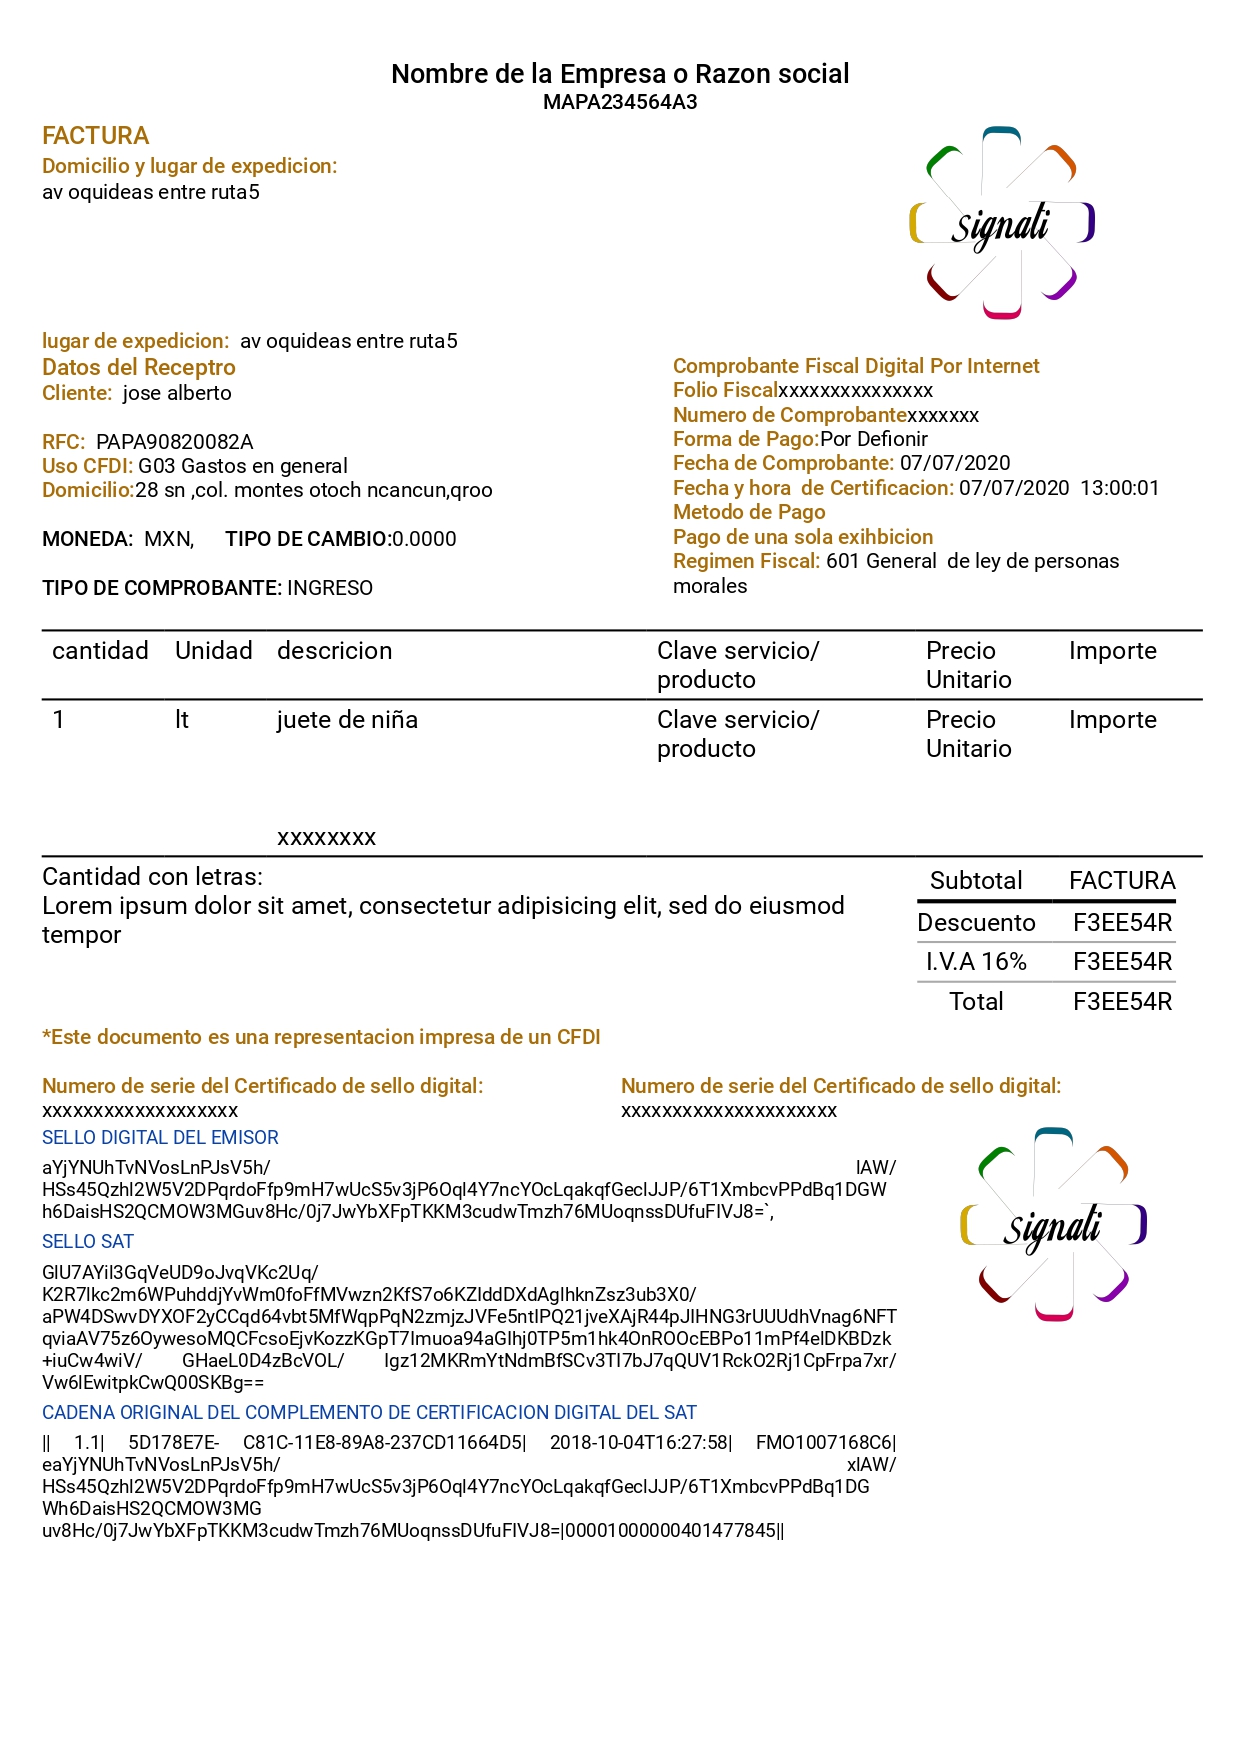 Nombre de la Empresa o Razon social
MAPA234564A3
FACTURA
Domicilio y lugar de expedicion:
av oquideas entre ruta5
Signali
lugar de expedicion: av oquideas entre ruta5
Datos del Receptro
Cliente: jose alberto
RFC: PAPA90820082A
Uso CFDI: G03 Gastos en general
Domicilio:28 sn ,col. montes otoch ncancun,qroo
MONEDA: MXN, TIPO DE CAMBIO:0.0000
TIPO DE COMPROBANTE: INGRESO
Comprobante Fiscal Digital Por Internet
Folio Fiscalxxxxxxxxxxxxxxx
Numero de Comprobantexxxxxxx
Forma de Pago:Por Defionir
Fecha de Comprobante: 07/07/2020
Fecha y hora de Certificacion: 07/07/2020 13:00:01
Metodo de Pago
Pago de una sola exihbicion
Regimen Fiscal: 601 General de ley de personas
morales
cantidad Unidad descricion Clave servicio/ Precio Importe
producto Unitario
1 lt juete de niña Clave servicio/ Precio Importe
producto Unitario
xxxxxxxx
Cantidad con letras:
Lorem ipsum dolor sit amet, consectetur adipisicing elit, sed do eiusmod
tempor
Subtotal FACTURA
Descuento F3EE54R
I.V.A 16% F3EE54R
Total F3EE54R
*Este documento es una representacion impresa de un CFDI
Numero de serie del Certificado de sello digital:
xxxxxxxxxxxxxxxxxxx
Numero de serie del Certificado de sello digital:
xxxxxxxxxxxxxxxxxxxxx
SELLO DIGITAL DEL EMISOR
aYjYNUhTvNVosLnPJsV5h/ IAW/
HSs45Qzhl2W5V2DPqrdoFfp9mH7wUcS5v3jP6Oql4Y7ncYOcLqakqfGeclJJP/6T1XmbcvPPdBq1DGW
h6DaisHS2QCMOW3MGuv8Hc/0j7JwYbXFpTKKM3cudwTmzh76MUoqnssDUfuFIVJ8=`,
Signali
SELLO SAT
GIU7AYil3GqVeUD9oJvqVKc2Uq/
K2R7lkc2m6WPuhddjYvWm0foFfMVwzn2KfS7o6KZlddDXdAgIhknZsz3ub3X0/
aPW4DSwvDYXOF2yCCqd64vbt5MfWqpPqN2zmjzJVFe5ntlPQ21jveXAjR44pJIHNG3rUUUdhVnag6NFT
qviaAV75z6OywesoMQCFcsoEjvKozzKGpT7Imuoa94aGlhj0TP5m1hk4OnROOcEBPo11mPf4elDKBDzk
+iuCw4wiV/ GHaeL0D4zBcVOL/ Igz12MKRmYtNdmBfSCv3TI7bJ7qQUV1RckO2Rj1CpFrpa7xr/
Vw6lEwitpkCwQ00SKBg==
CADENA ORIGINAL DEL COMPLEMENTO DE CERTIFICACION DIGITAL DEL SAT
|| 1.1| 5D178E7E- C81C-11E8-89A8-237CD11664D5| 2018-10-04T16:27:58| FMO1007168C6|
eaYjYNUhTvNVosLnPJsV5h/ xIAW/
HSs45Qzhl2W5V2DPqrdoFfp9mH7wUcS5v3jP6Oql4Y7ncYOcLqakqfGeclJJP/6T1XmbcvPPdBq1DG
Wh6DaisHS2QCMOW3MG
uv8Hc/0j7JwYbXFpTKKM3cudwTmzh76MUoqnssDUfuFIVJ8=|00001000000401477845||